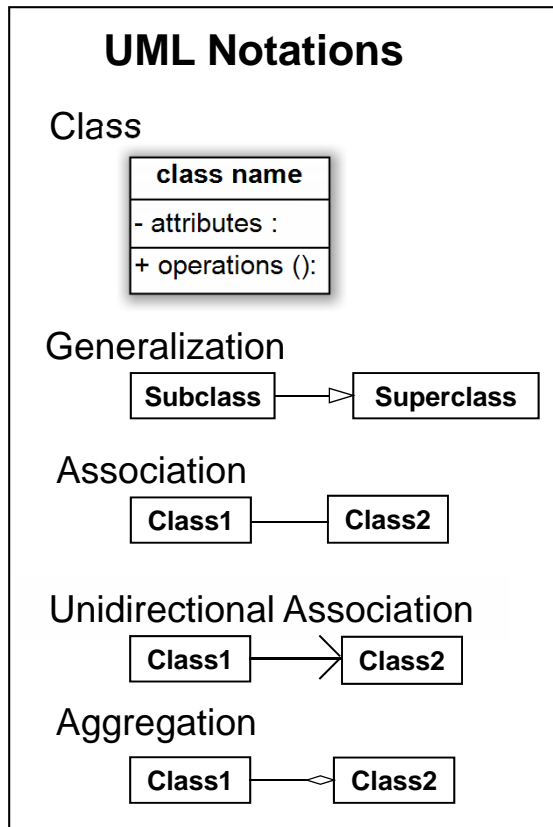 UML Notations
Class
class name
- attributes :
+ operations ():
Generalization
Subclass Superclass
Association
Class1 Class2
Unidirectional Association
Class1 Class2
Aggregation
Class1 Class2